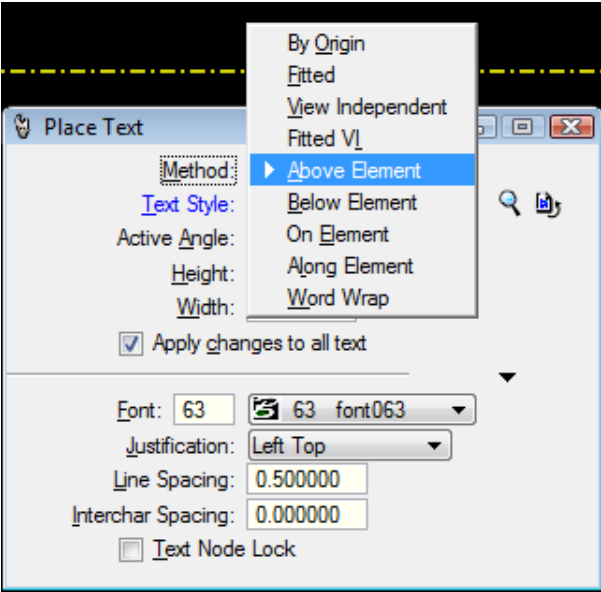 By Origin
Fitted
View Independent
Fitted VI
Place Text
Method:
Above Element
Text Style:
Below Element
Active Angle:
On Element
Height:
Along Element
Width:
Word Wrap
Apply changes to all text
Font: 63 63 font063
Justification: Left Top
Line Spacing: 0.500000
Interchar Spacing: 0.000000
Text Node Lock